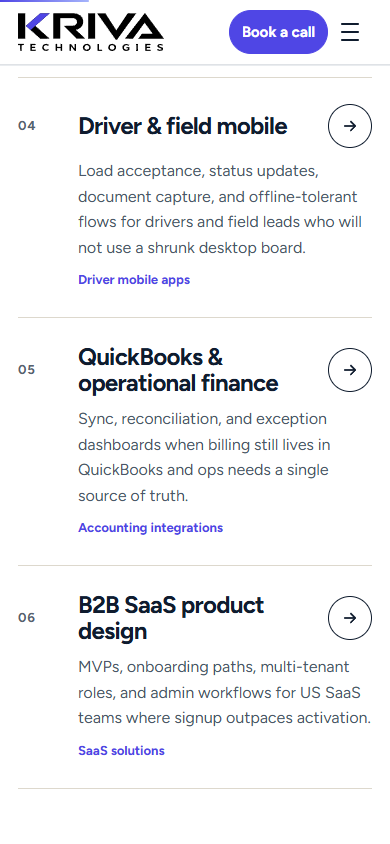 KRIVA
TECHNOLOGIES
Book a call
04
Driver & field mobile
Load acceptance, status updates,
document capture, and offline-tolerant
flows for drivers and field leads who will
not use a shrunk desktop board.
Driver mobile apps
05
QuickBooks &
operational finance
Sync, reconciliation, and exception
dashboards when billing still lives in
QuickBooks and ops needs a single
source of truth.
Accounting integrations
06
B2B SaaS product
design
MVPs, onboarding paths, multi-tenant
roles, and admin workflows for US SaaS
teams where signup outpaces activation.
SaaS solutions